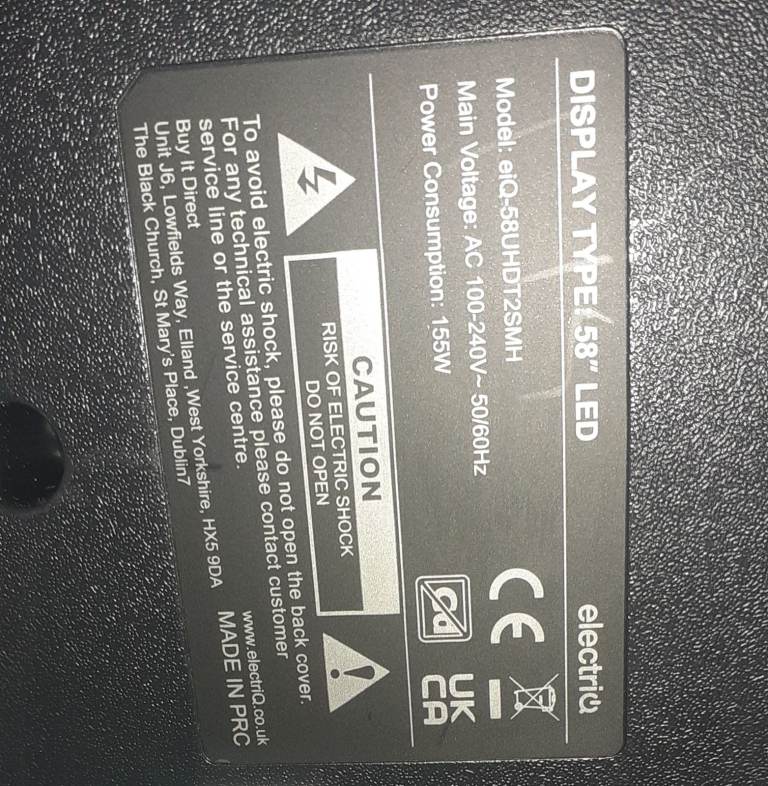 DISPLAY TYPE: 58" LED
electriQ
Model: eiQ-58UHDT2SMH
Main Voltage: AC 100-240V~ 50/60Hz
Power Consumption: 155W
CE
Pb
UK
CA
CAUTION
RISK OF ELECTRIC SHOCK
DO NOT OPEN
To avoid electric shock, please do not open the back cover.
For any technical assistance please contact customer
service line or the service centre.
Buy It Direct
Unit J6, Lowfields Way, Elland ,West Yorkshire, HX5 9DA
The Black Church, St Mary's Place, Dublin7
www.electriQ.co.uk
MADE IN PRC